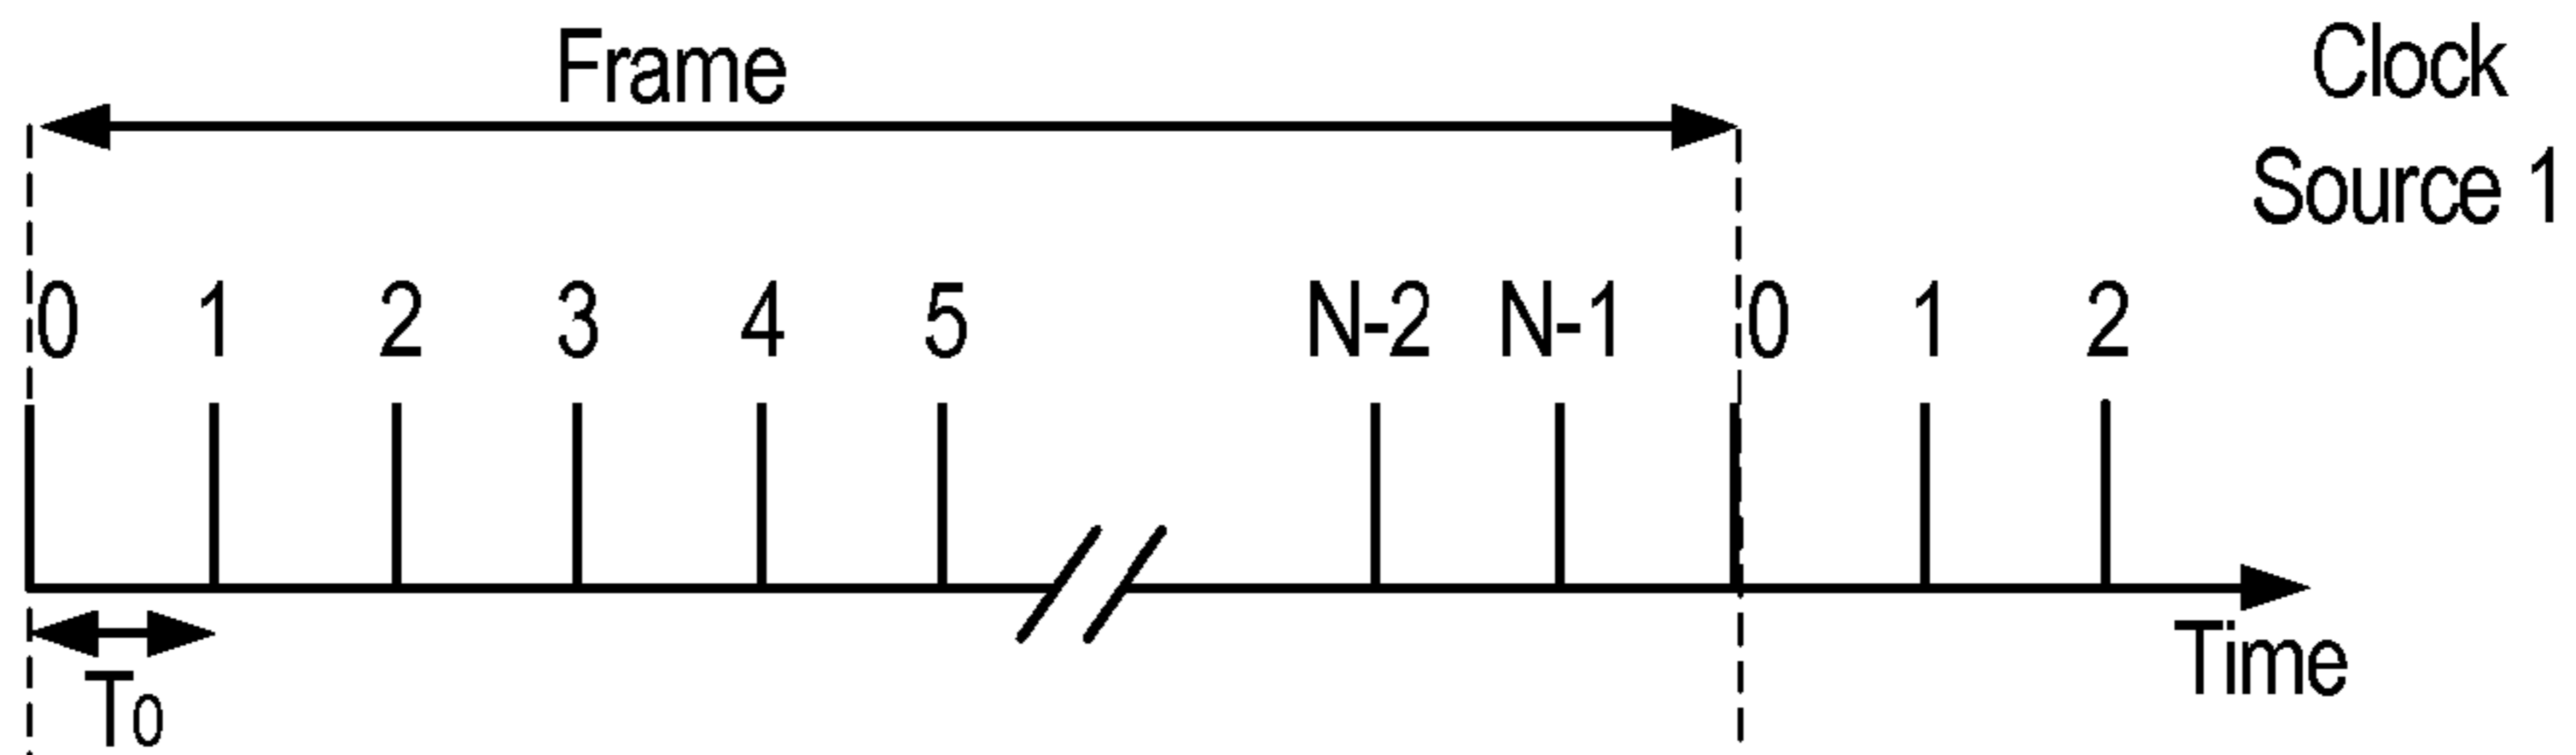 Frame
Clock
Source 1
0 1 2 3 4 5 N-2 N-1 0 1 2
Time
T0